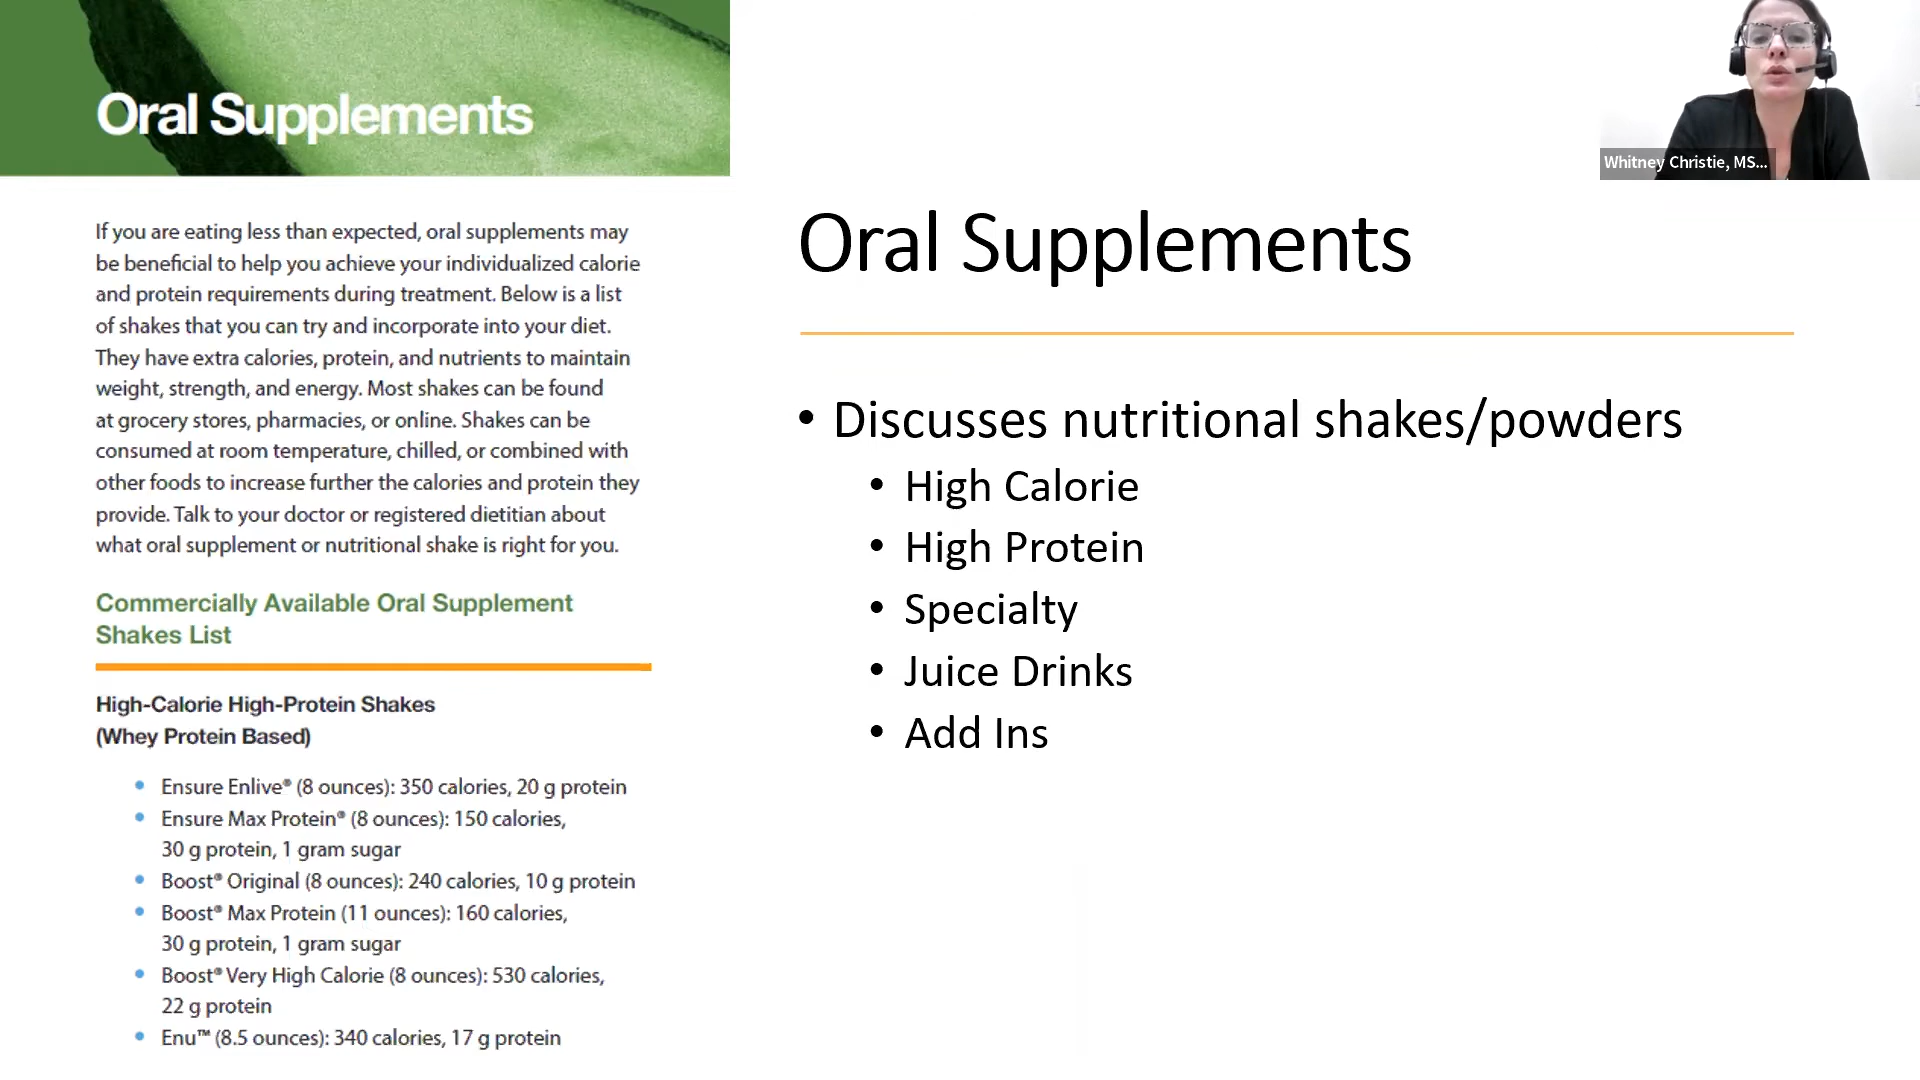 Oral Supplements
If you are eating less than expected, oral supplements may
be beneficial to help you achieve your individualized calorie
and protein requirements during treatment. Below is a list
of shakes that you can try and incorporate into your diet.
They have extra calories, protein, and nutrients to maintain
weight, strength, and energy. Most shakes can be found
at grocery stores, pharmacies, or online. Shakes can be
consumed at room temperature, chilled, or combined with
other foods to increase further the calories and protein they
provide. Talk to your doctor or registered dietitian about
what oral supplement or nutritional shake is right for you.
Commercially Available Oral Supplement
Shakes List
High-Calorie High-Protein Shakes
(Whey Protein Based)
• Ensure Enlive® (8 ounces): 350 calories, 20 g protein
• Ensure Max Protein® (8 ounces): 150 calories,
30 g protein, 1 gram sugar
• Boost® Original (8 ounces): 240 calories, 10 g protein
• Boost® Max Protein (11 ounces): 160 calories,
30 g protein, 1 gram sugar
• Boost® Very High Calorie (8 ounces): 530 calories,
22 g protein
• Enu™ (8.5 ounces): 340 calories, 17 g protein
Oral Supplements
• Discusses nutritional shakes/powders
• High Calorie
• High Protein
• Specialty
• Juice Drinks
• Add Ins
Whitney Christie, MS...